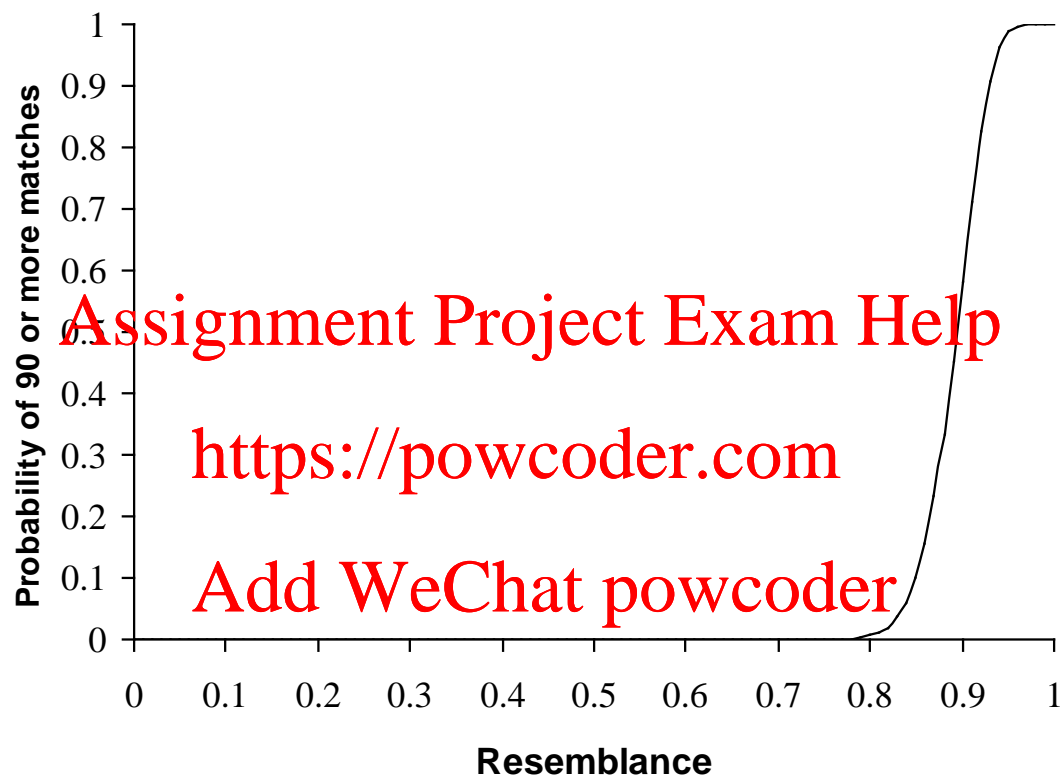 1
0.9
0.8
0.7
0.6
0.5
0.4
0.3
0.2
0.1
0
Probability of 90 or more matches
Assignment Project Exam Help
https://powcoder.com
Add WeChat powcoder
0 0.1 0.2 0.3 0.4 0.5 0.6 0.7 0.8 0.9 1
Resemblance